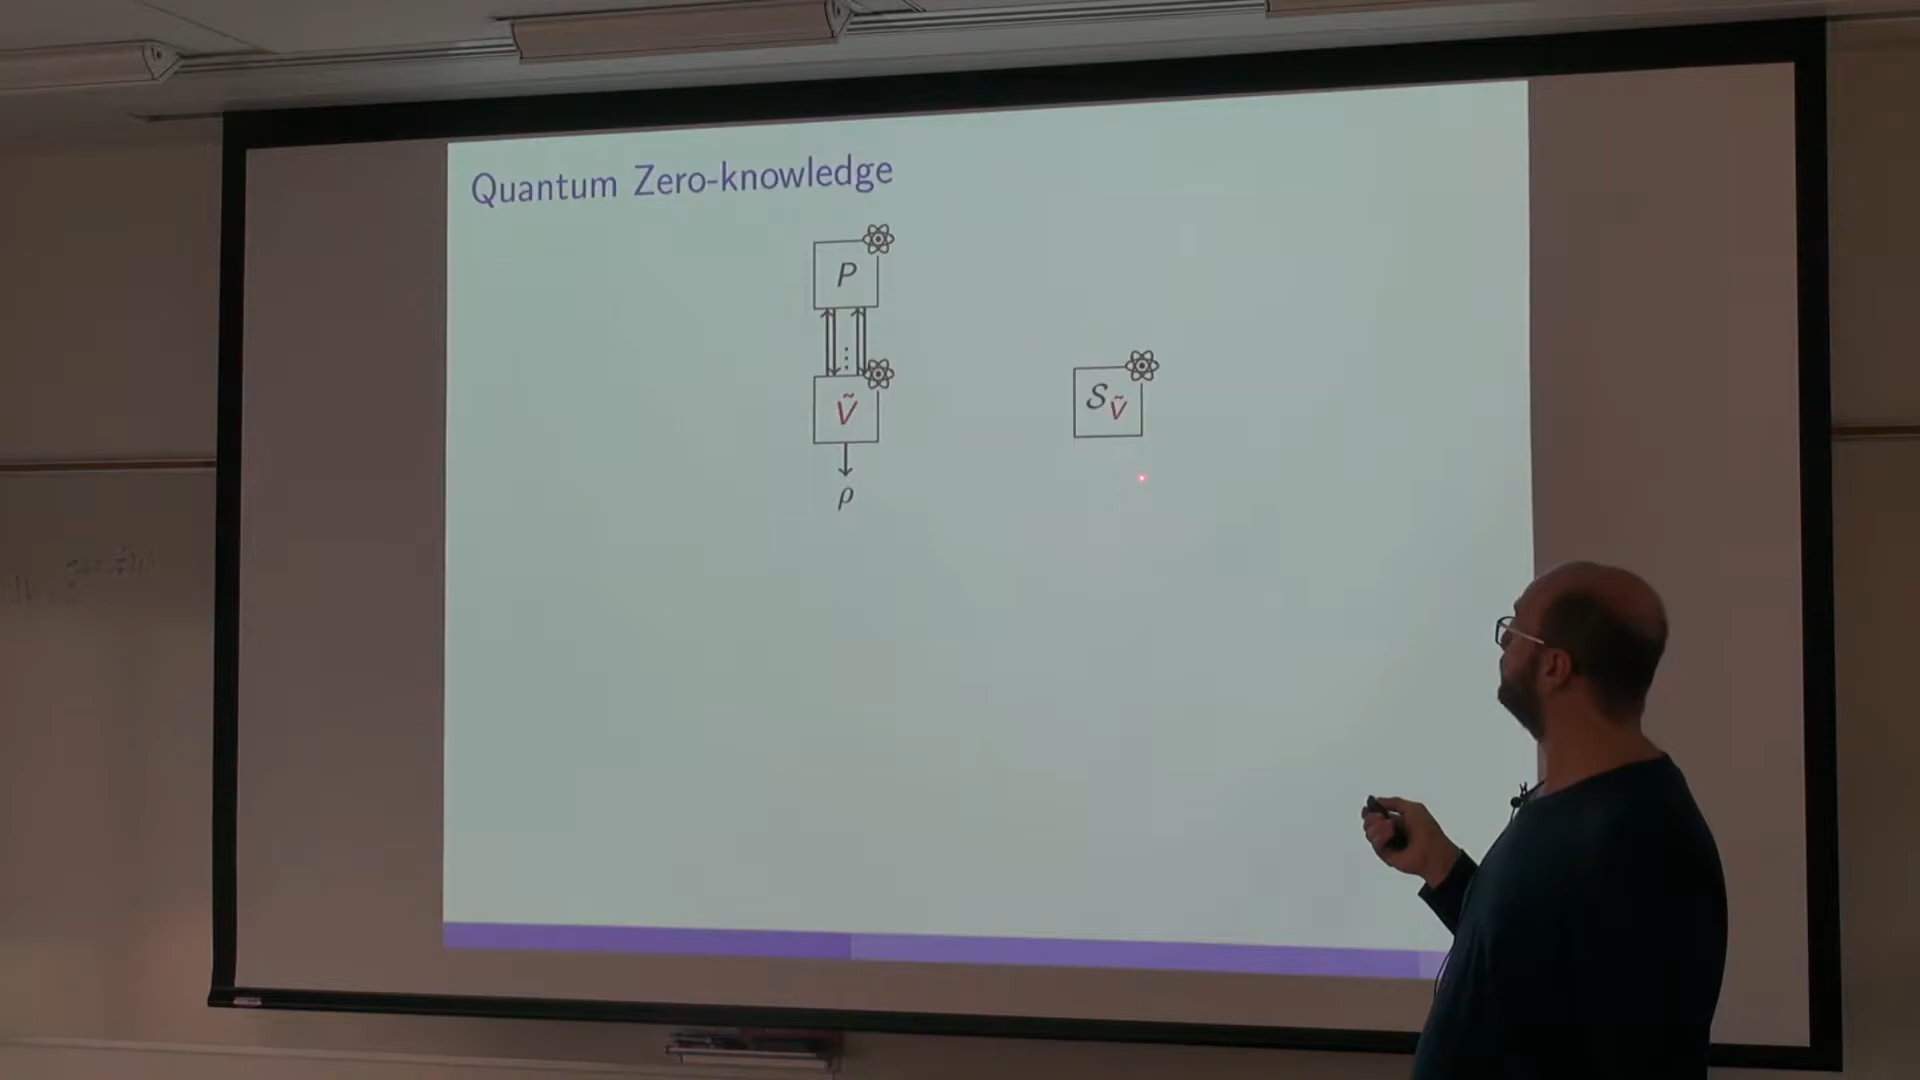 Quantum Zero-knowledge
P
⋮
Ṽ
𝒮_Ṽ
ρ